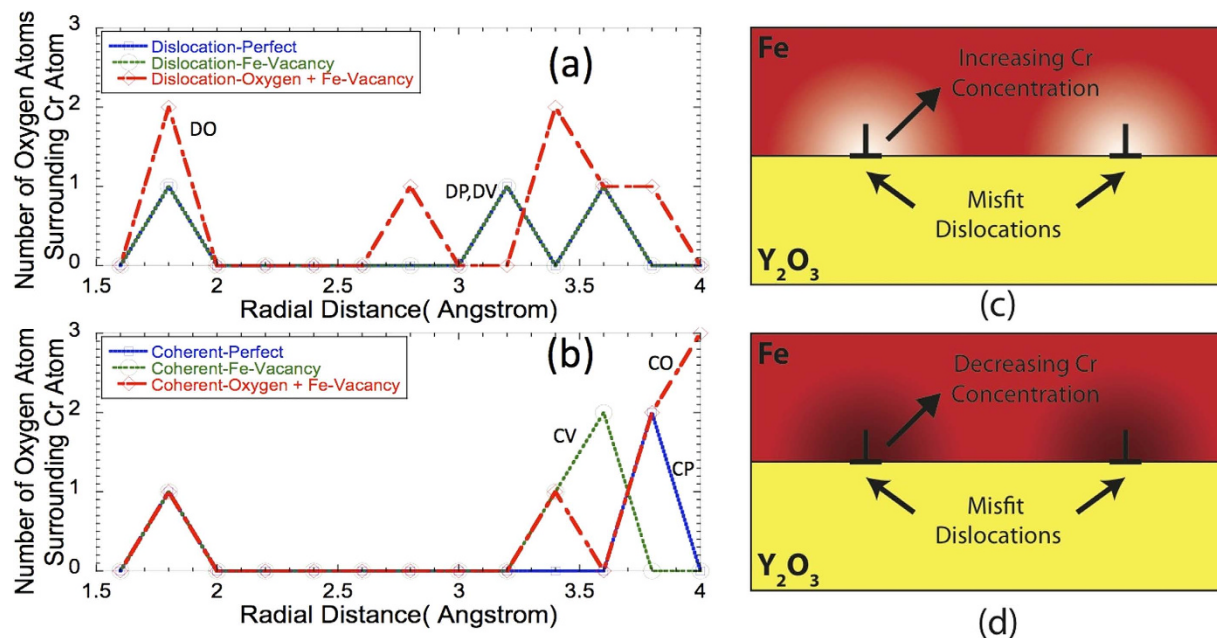 Number of Oxygen Atoms
Surrounding Cr Atom
3
2
1
0
Dislocation-Perfect
Dislocation-Fe-Vacancy
Dislocation-Oxygen + Fe-Vacancy
(a)
DO
DP,DV
1.5 2 2.5 3 3.5 4
Radial Distance( Angstrom)
Number of Oxygen Atom
Surrounding Cr Atom
3
2
1
0
Coherent-Perfect
Coherent-Fe-Vacancy
Coherent-Oxygen + Fe-Vacancy
(b)
CO
CV
CP
1.5 2 2.5 3 3.5 4
Radial Distance( Angstrom)
Fe
Increasing Cr
Concentration
Misfit
Dislocations
Y2O3
(c)
Fe
Decreasing Cr
Concentration
Misfit
Dislocations
Y2O3
(d)